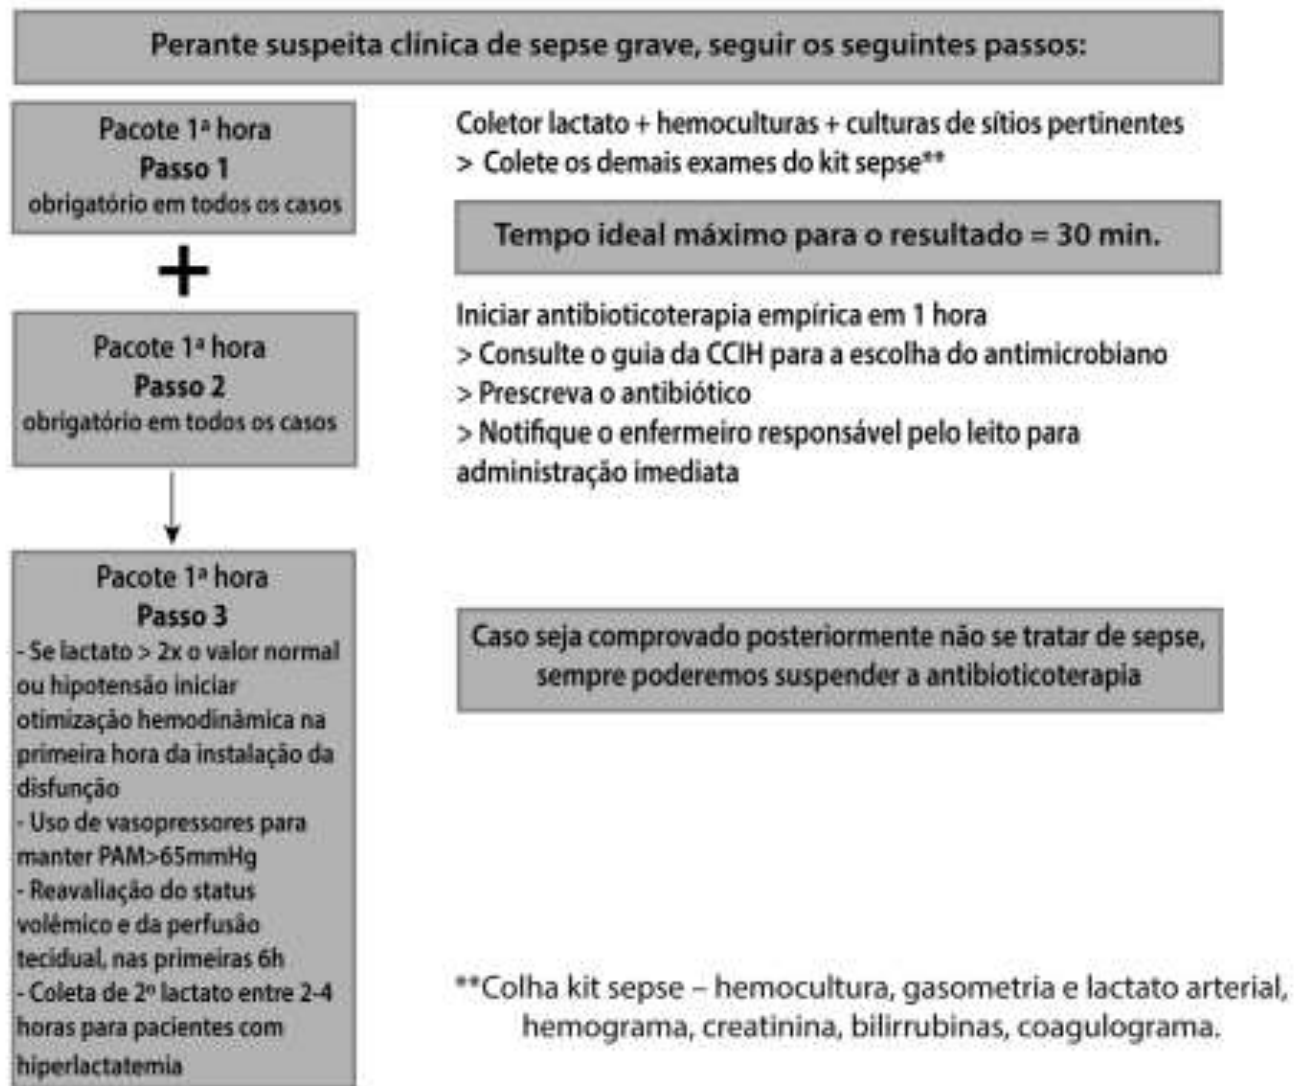 Perante suspeita clínica de sepse grave, seguir os seguintes passos:
Pacote 1ª hora
Passo 1
obrigatório em todos os casos
Coletor lactato + hemoculturas + culturas de sítios pertinentes
> Colete os demais exames do kit sepse**
Tempo ideal máximo para o resultado = 30 min.
+
Pacote 1ª hora
Passo 2
obrigatório em todos os casos
Iniciar antibioticoterapia empírica em 1 hora
> Consulte o guia da CCIH para a escolha do antimicrobiano
> Prescreva o antibiótico
> Notifique o enfermeiro responsável pelo leito para
administração imediata
Pacote 1ª hora
Passo 3
- Se lactato > 2x o valor normal
ou hipotensão iniciar
otimização hemodinâmica na
primeira hora da instalação da
disfunção
- Uso de vasopressores para
manter PAM>65mmHg
- Reavaliação do status
volêmico e da perfusão
tecidual, nas primeiras 6h
- Coleta de 2º lactato entre 2-4
horas para pacientes com
hiperlactatemia
Caso seja comprovado posteriormente não se tratar de sepse,
sempre poderemos suspender a antibioticoterapia
**Colha kit sepse – hemocultura, gasometria e lactato arterial,
hemograma, creatinina, bilirrubinas, coagulograma.